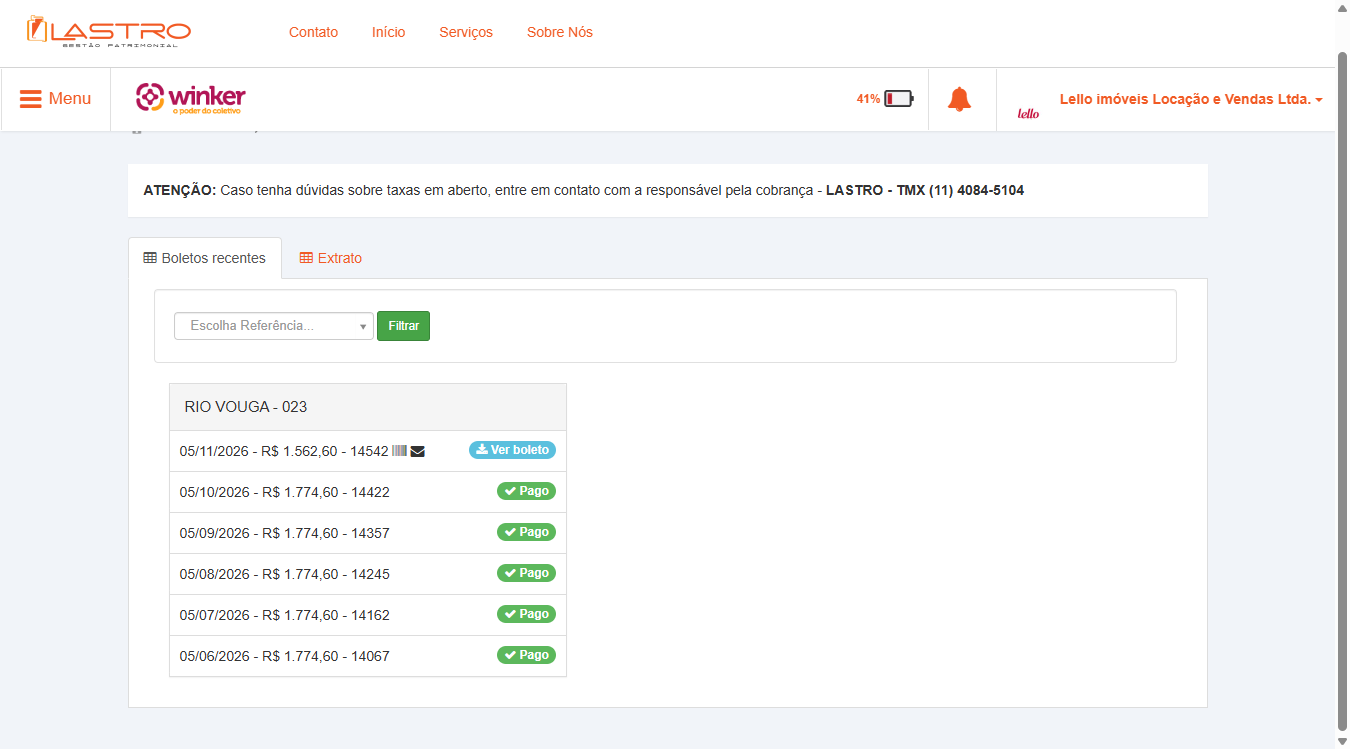 LASTRO
GESTÃO PATRIMONIAL
Contato
Início
Serviços
Sobre Nós
Menu
winker
o poder do coletivo
41%
lello
Lello imóveis Locação e Vendas Ltda.
ATENÇÃO: Caso tenha dúvidas sobre taxas em aberto, entre em contato com a responsável pela cobrança - LASTRO - TMX (11) 4084-5104
Boletos recentes
Extrato
Escolha Referência...
Filtrar
RIO VOUGA - 023
05/11/2026 - R$ 1.562,60 - 14542 Ver boleto
05/10/2026 - R$ 1.774,60 - 14422 Pago
05/09/2026 - R$ 1.774,60 - 14357 Pago
05/08/2026 - R$ 1.774,60 - 14245 Pago
05/07/2026 - R$ 1.774,60 - 14162 Pago
05/06/2026 - R$ 1.774,60 - 14067 Pago